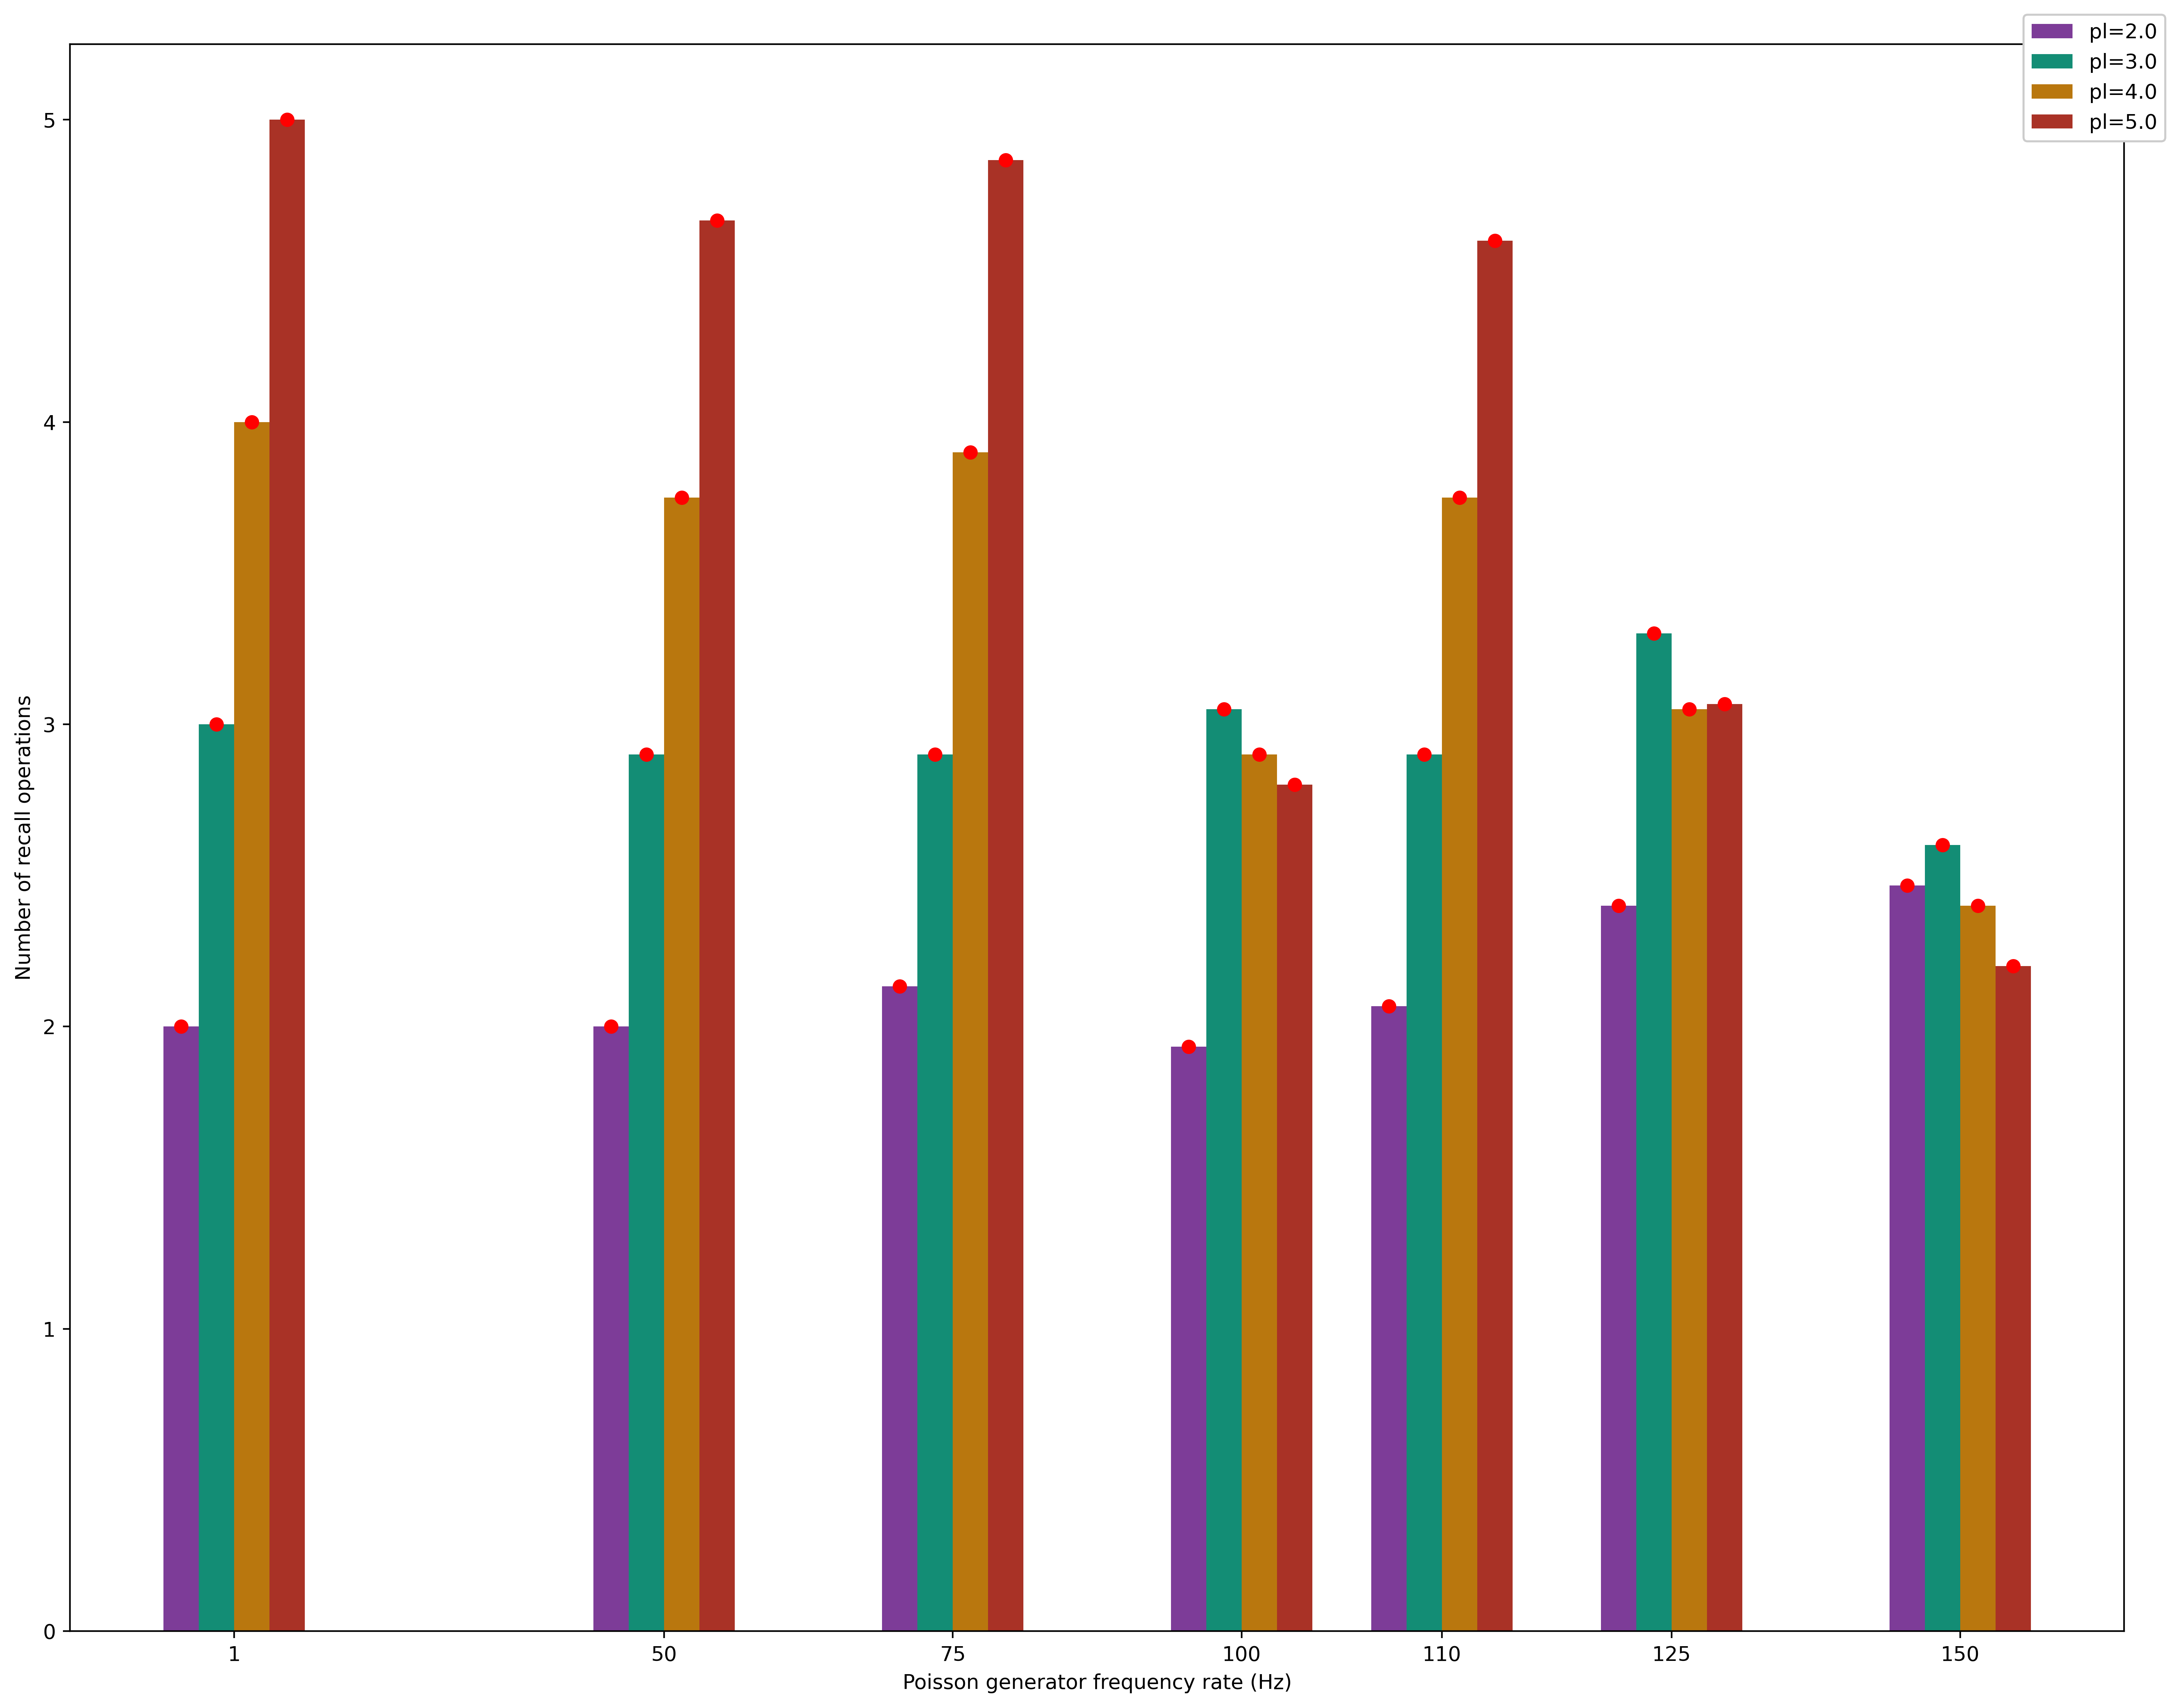 pl=2.0
pl=3.0
pl=4.0
pl=5.0
5
4
3
2
1
0
Number of recall operations
1 50 75 100 110 125 150
Poisson generator frequency rate (Hz)